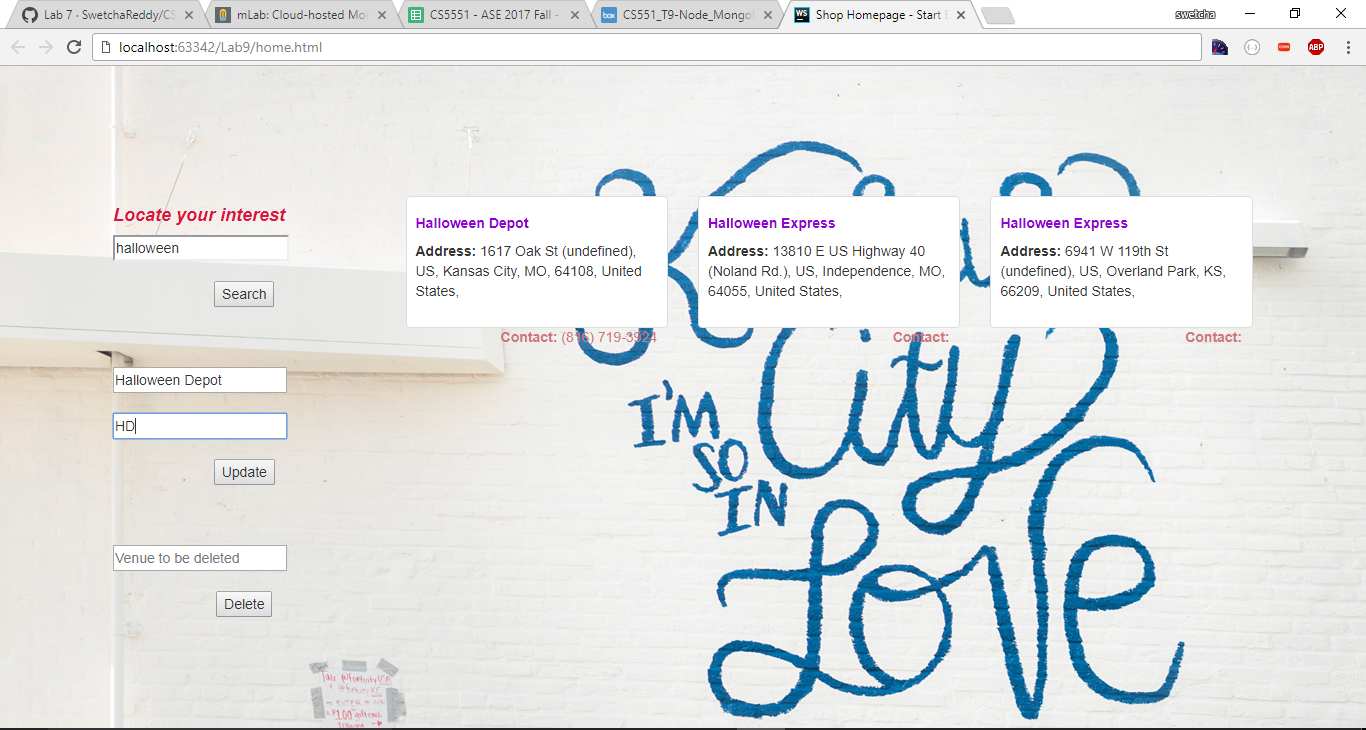 Lab 7 · SwetchaReddy/CS
mLab: Cloud-hosted Mo
CS5551 - ASE 2017 Fall -
CS551_T9-Node_Mongo
Shop Homepage - Start B
swetcha
localhost:63342/Lab9/home.html
ABP
Locate your interest
halloween
Search
Halloween Depot
HD
Update
Venue to be deleted
Delete
Halloween Depot
Address: 1617 Oak St (undefined),
US, Kansas City, MO, 64108, United
States,
Contact: (816) 719-3924
Halloween Express
Address: 13810 E US Highway 40
(Noland Rd.), US, Independence, MO,
64055, United States,
Contact:
Halloween Express
Address: 6941 W 119th St
(undefined), US, Overland Park, KS,
66209, United States,
Contact:
City
I'M
SO
IN
Love